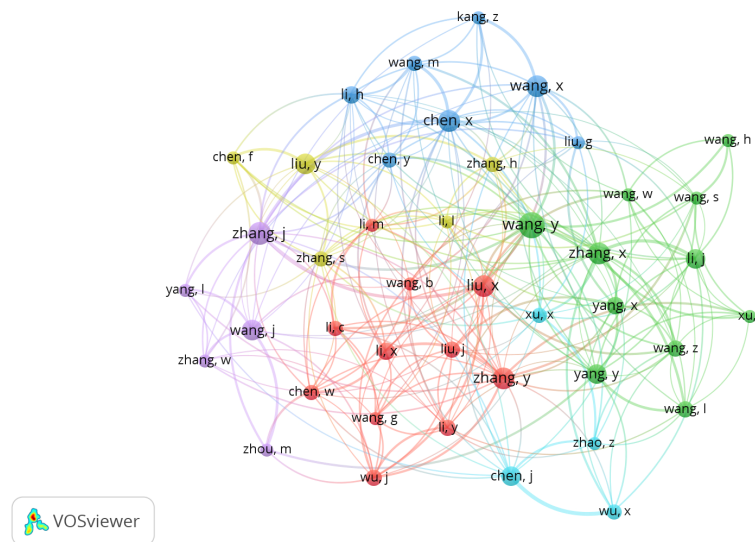 kang, z
wang, m
wang, x
li, h
chen, x
liu, g
wang, h
chen, f
liu, y
chen, y
zhang, h
wang, w
wang, s
li, m
li, l
wang, y
zhang, j
zhang, s
zhang, x
li, j
yang, l
wang, b
liu, x
yang, x
xu, x
xu,
wang, j
li, c
li, x
liu, j
wang, z
zhang, w
zhang, y
yang, y
chen, w
wang, g
li, y
wang, l
zhou, m
zhao, z
wu, j
chen, j
wu, x
VOSviewer